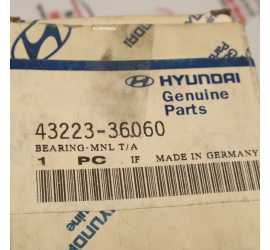 HYUNDAI
Genuine
Parts
43223-36060
BEARING-MNL T/A
1 PC IF MADE IN GERMANY